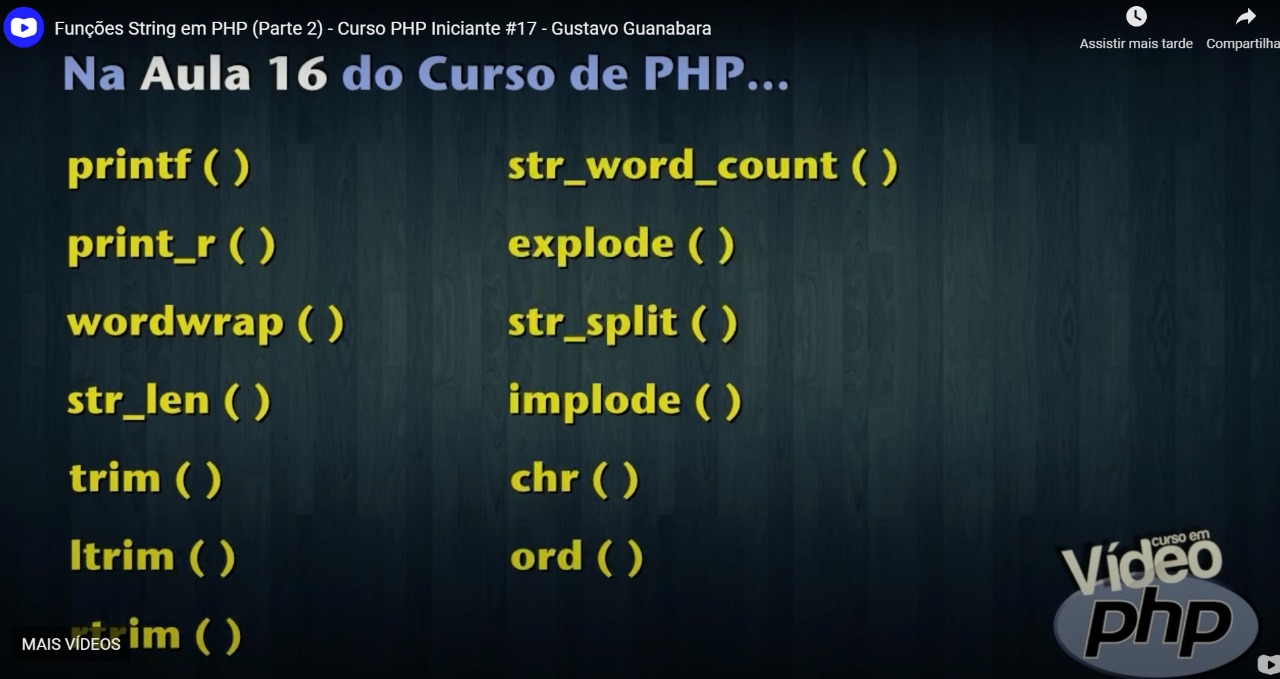 Funções String em PHP (Parte 2) - Curso PHP Iniciante #17 - Gustavo Guanabara
Assistir mais tarde
Compartilha
Na Aula 16 do Curso de PHP...
printf ( )
print_r ( )
wordwrap ( )
str_len ( )
trim ( )
ltrim ( )
rtrim ( )
str_word_count ( )
explode ( )
str_split ( )
implode ( )
chr ( )
ord ( )
MAIS VÍDEOS
curso em
Vídeo
php